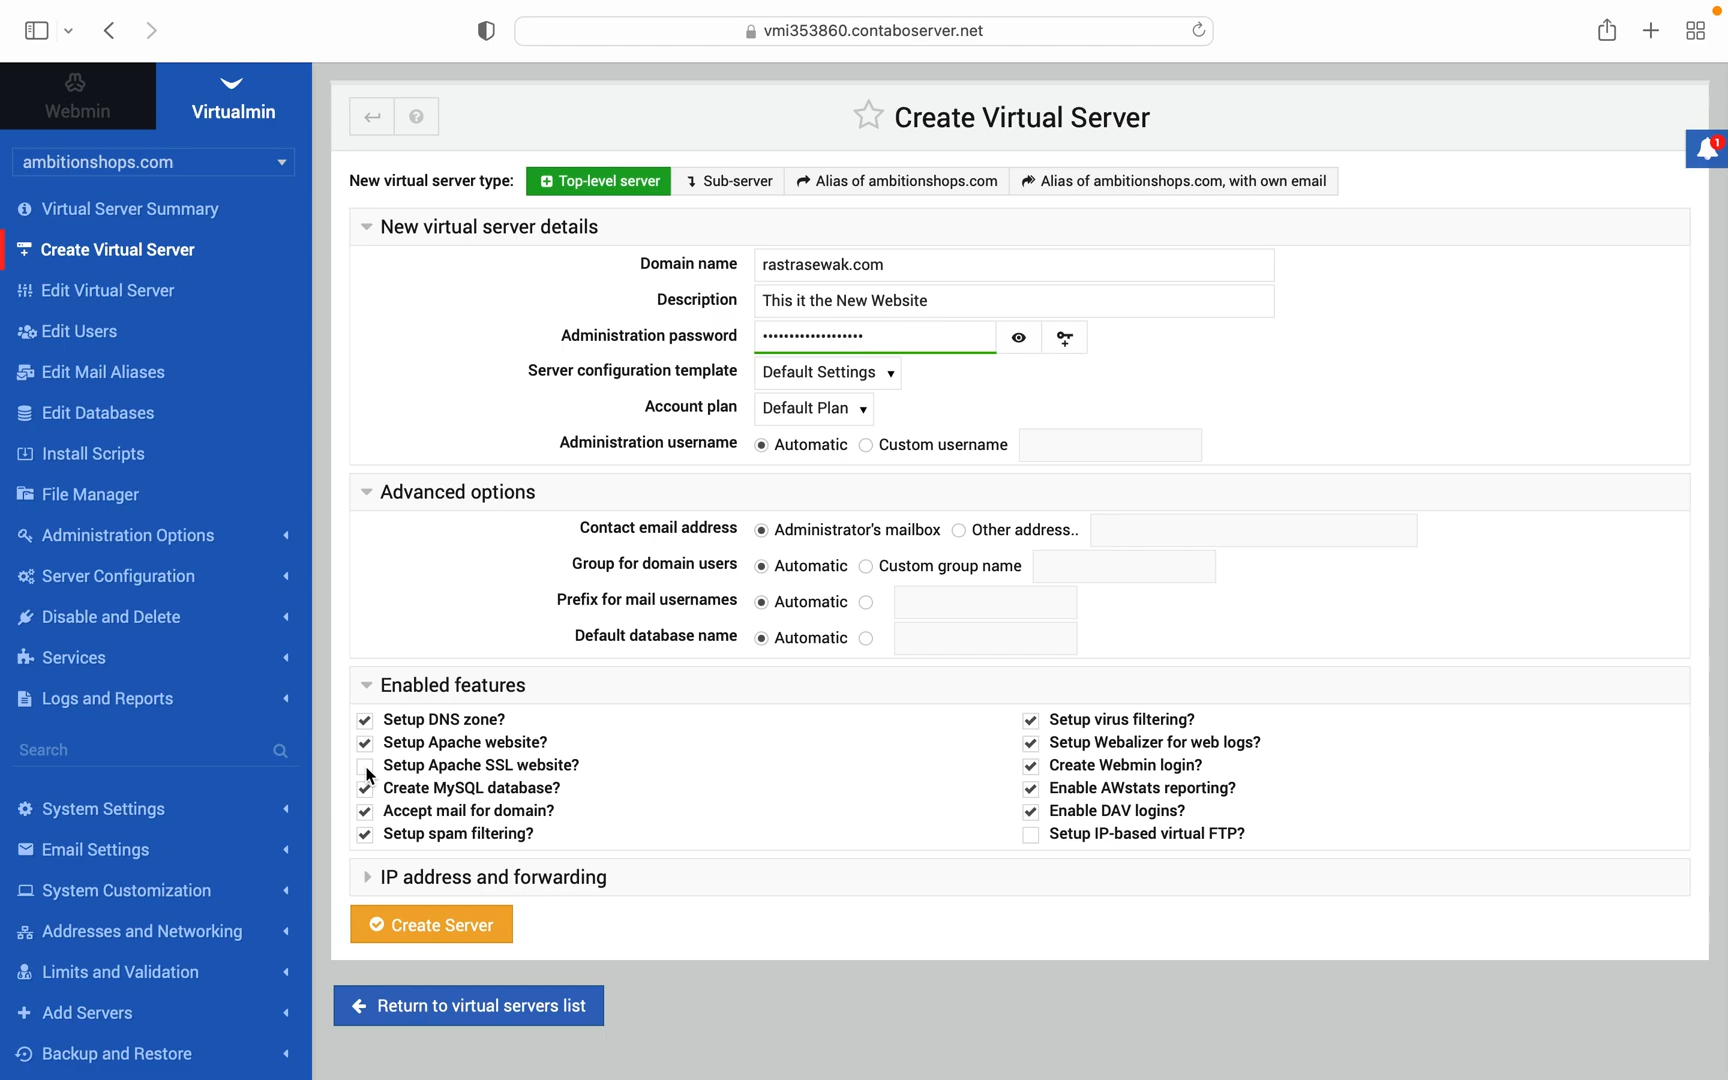 vmi353860.contaboserver.net
Webmin
Virtualmin
ambitionshops.com
Virtual Server Summary
Create Virtual Server
Edit Virtual Server
Edit Users
Edit Mail Aliases
Edit Databases
Install Scripts
File Manager
Administration Options
Server Configuration
Disable and Delete
Services
Logs and Reports
Search
System Settings
Email Settings
System Customization
Addresses and Networking
Limits and Validation
Add Servers
Backup and Restore
?
Create Virtual Server
1
New virtual server type: Top-level server Sub-server Alias of ambitionshops.com Alias of ambitionshops.com, with own email
New virtual server details
Domain name rastrasewak.com
Description This it the New Website
Administration password ••••••••••••••••••
Server configuration template Default Settings
Account plan Default Plan
Administration username Automatic Custom username
Advanced options
Contact email address Administrator's mailbox Other address..
Group for domain users Automatic Custom group name
Prefix for mail usernames Automatic
Default database name Automatic
Enabled features
Setup DNS zone? Setup virus filtering?
Setup Apache website? Setup Webalizer for web logs?
Setup Apache SSL website? Create Webmin login?
Create MySQL database? Enable AWstats reporting?
Accept mail for domain? Enable DAV logins?
Setup spam filtering? Setup IP-based virtual FTP?
IP address and forwarding
Create Server
Return to virtual servers list